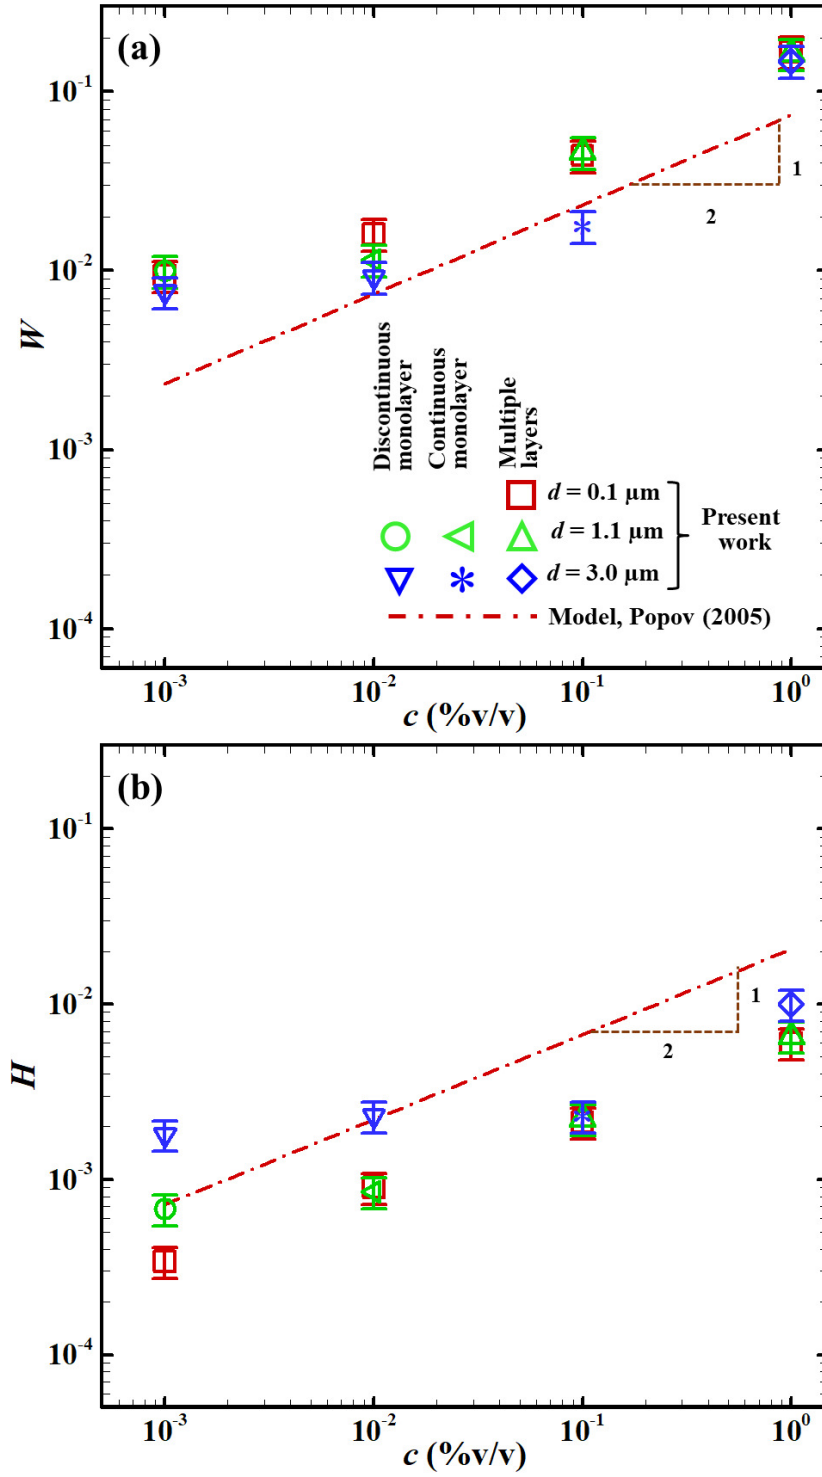 (a)
10⁻¹
10⁻²
10⁻³
10⁻⁴
W
1
2
Discontinuous
monolayer
Continuous
monolayer
Multiple
layers
d = 0.1 µm
d = 1.1 µm
d = 3.0 µm
Present
work
Model, Popov (2005)
10⁻³ 10⁻² 10⁻¹ 10⁰
c (%v/v)
(b)
10⁻¹
10⁻²
10⁻³
10⁻⁴
H
1
2
10⁻³ 10⁻² 10⁻¹ 10⁰
c (%v/v)